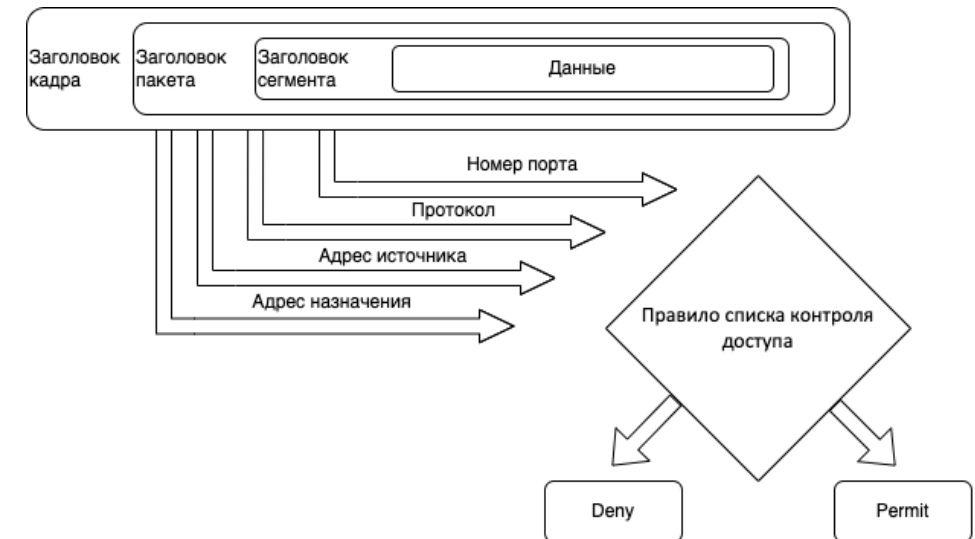 Заголовок
кадра
Заголовок
пакета
Заголовок
сегмента
Данные
Номер порта
Протокол
Адрес источника
Адрес назначения
Правило списка контроля
доступа
Deny
Permit